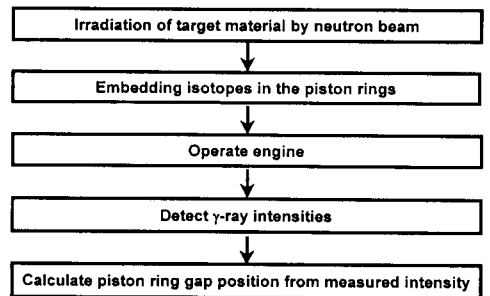 Irradiation of target material by neutron beam
Embedding isotopes in the piston rings
Operate engine
Detect γ-ray intensities
Calculate piston ring gap position from measured intensity